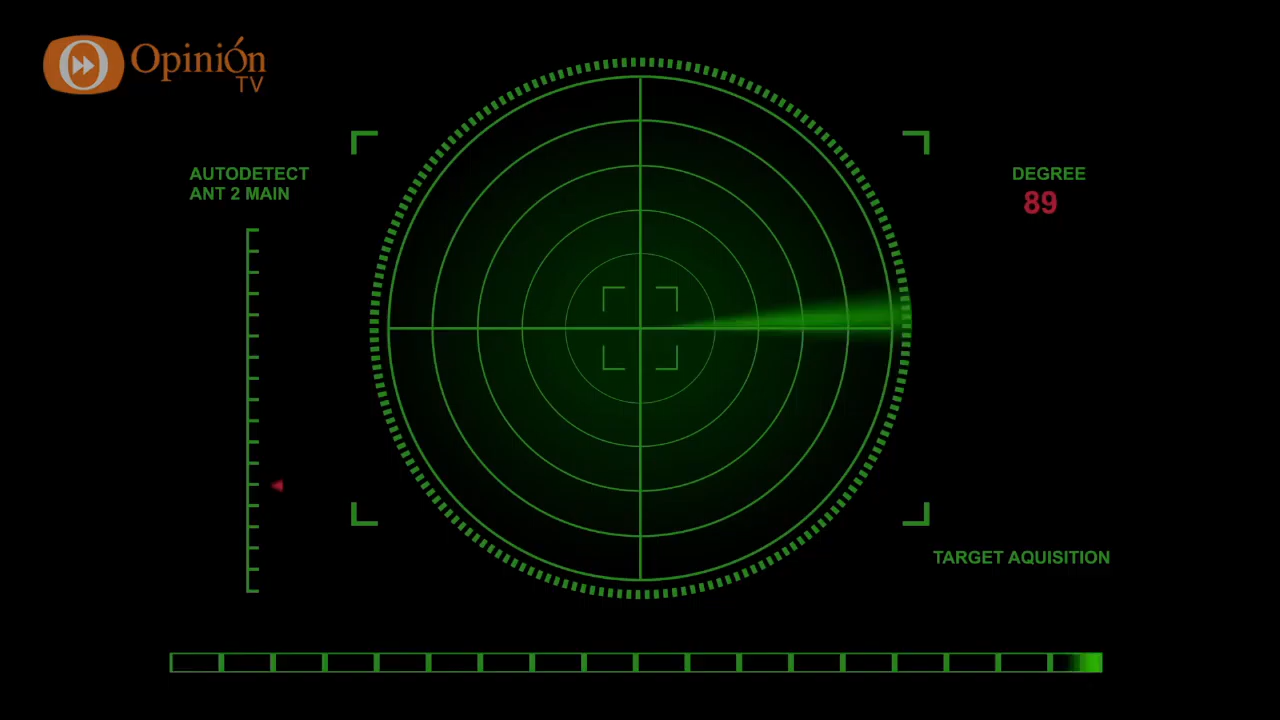 Opinión
TV
AUTODETECT
ANT 2 MAIN
DEGREE
89
TARGET AQUISITION